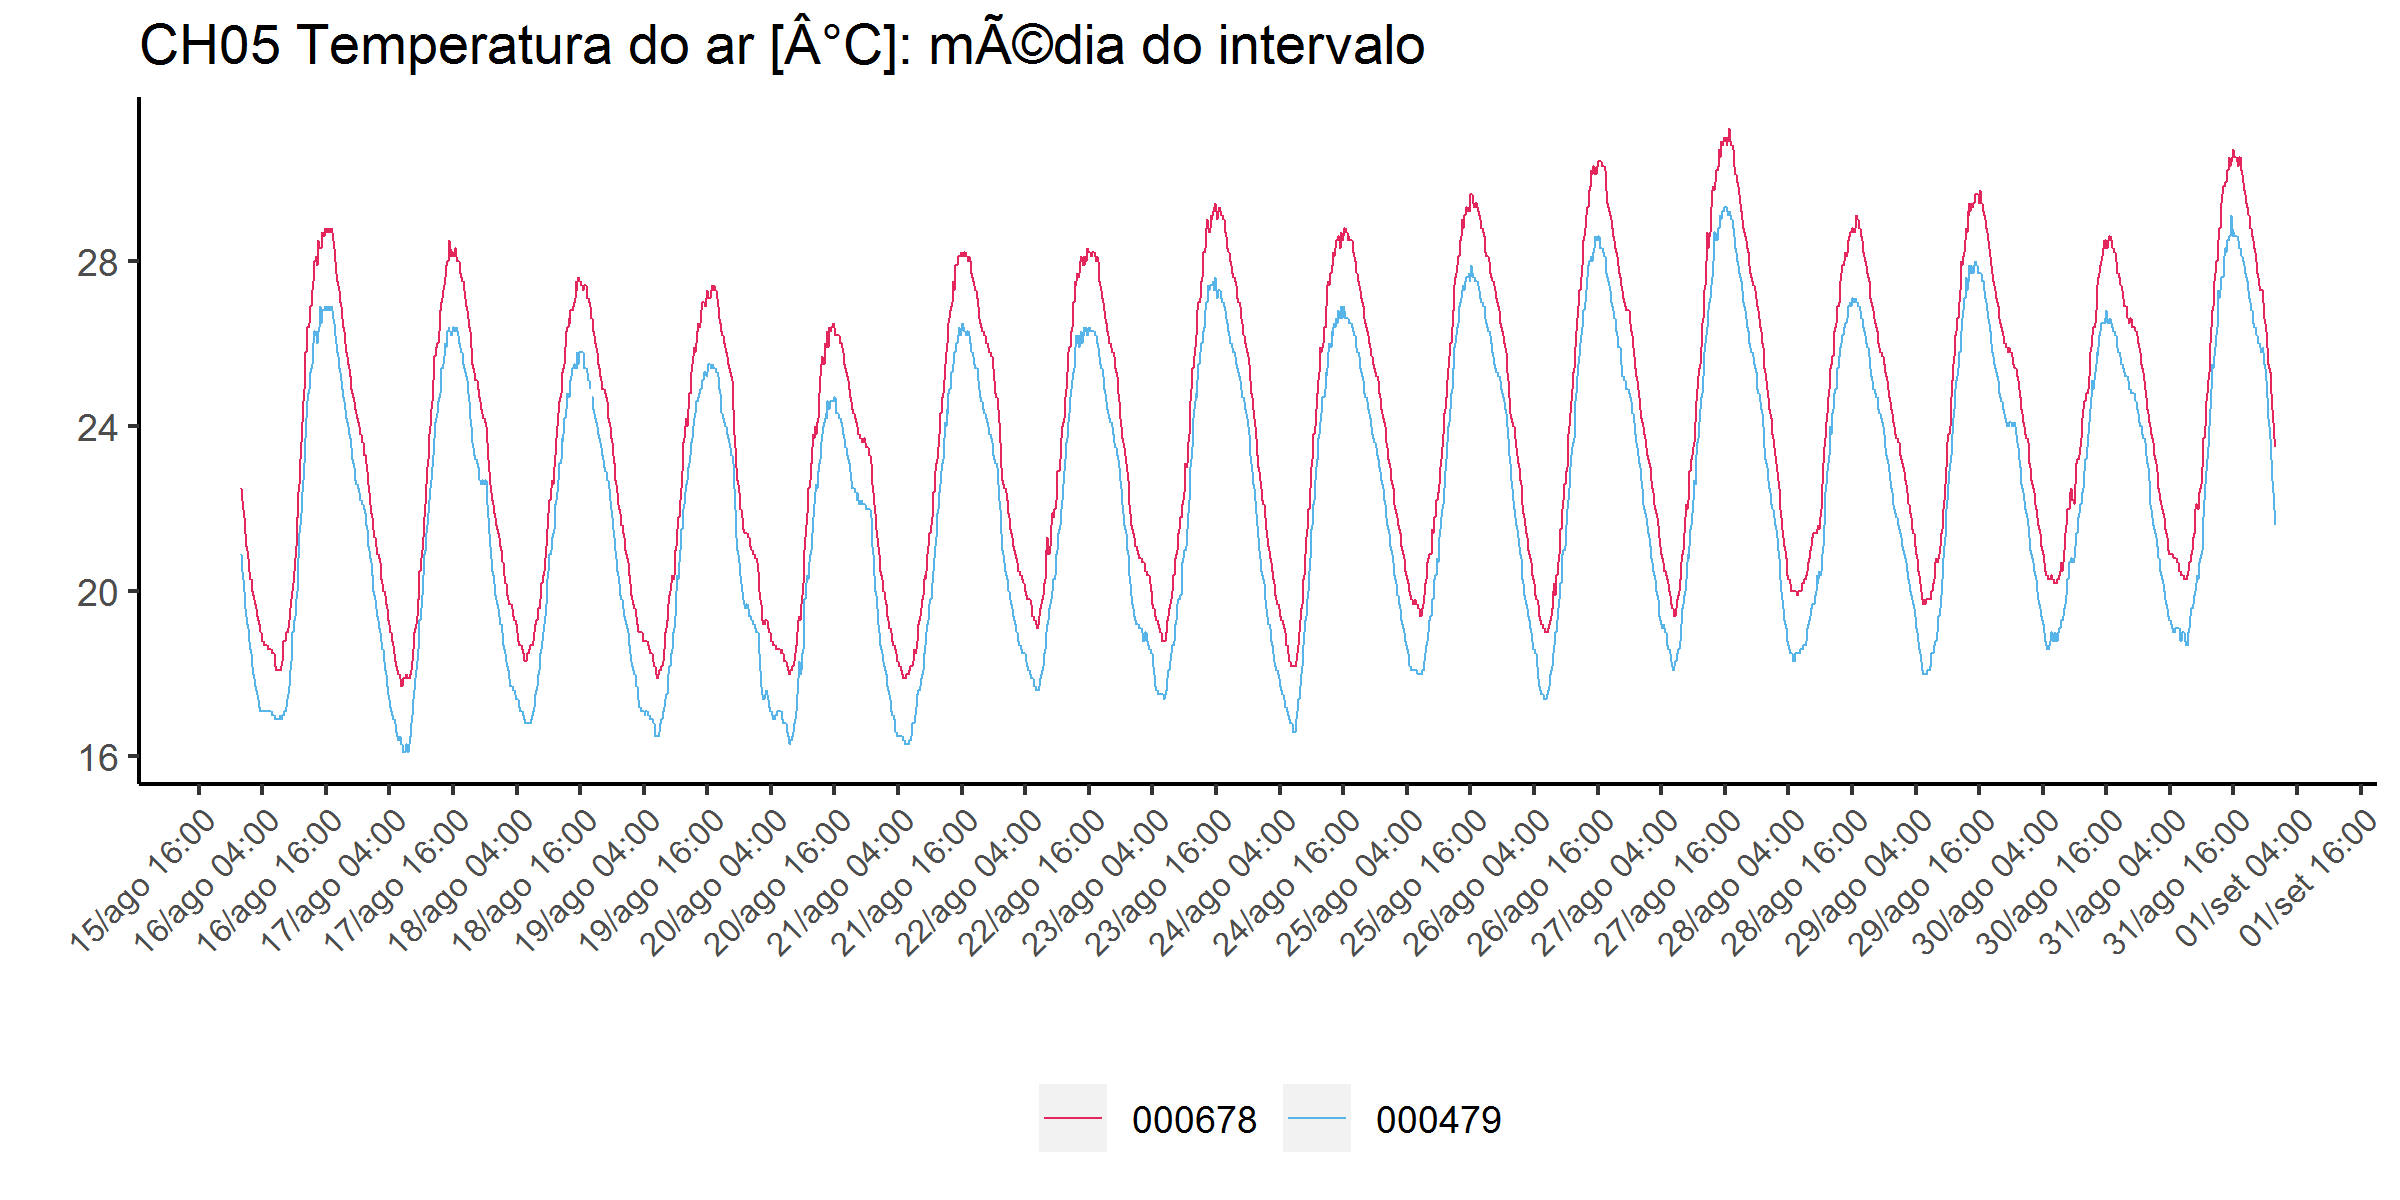 CH05 Temperatura do ar [Â°C]: mÃ©dia do intervalo
28
24
20
16
15/ago 16:00
16/ago 04:00
16/ago 16:00
17/ago 04:00
17/ago 16:00
18/ago 04:00
18/ago 16:00
19/ago 04:00
19/ago 16:00
20/ago 04:00
20/ago 16:00
21/ago 04:00
21/ago 16:00
22/ago 04:00
22/ago 16:00
23/ago 04:00
23/ago 16:00
24/ago 04:00
24/ago 16:00
25/ago 04:00
25/ago 16:00
26/ago 04:00
26/ago 16:00
27/ago 04:00
27/ago 16:00
28/ago 04:00
28/ago 16:00
29/ago 04:00
29/ago 16:00
30/ago 04:00
30/ago 16:00
31/ago 04:00
31/ago 16:00
01/set 04:00
01/set 16:00
000678
000479